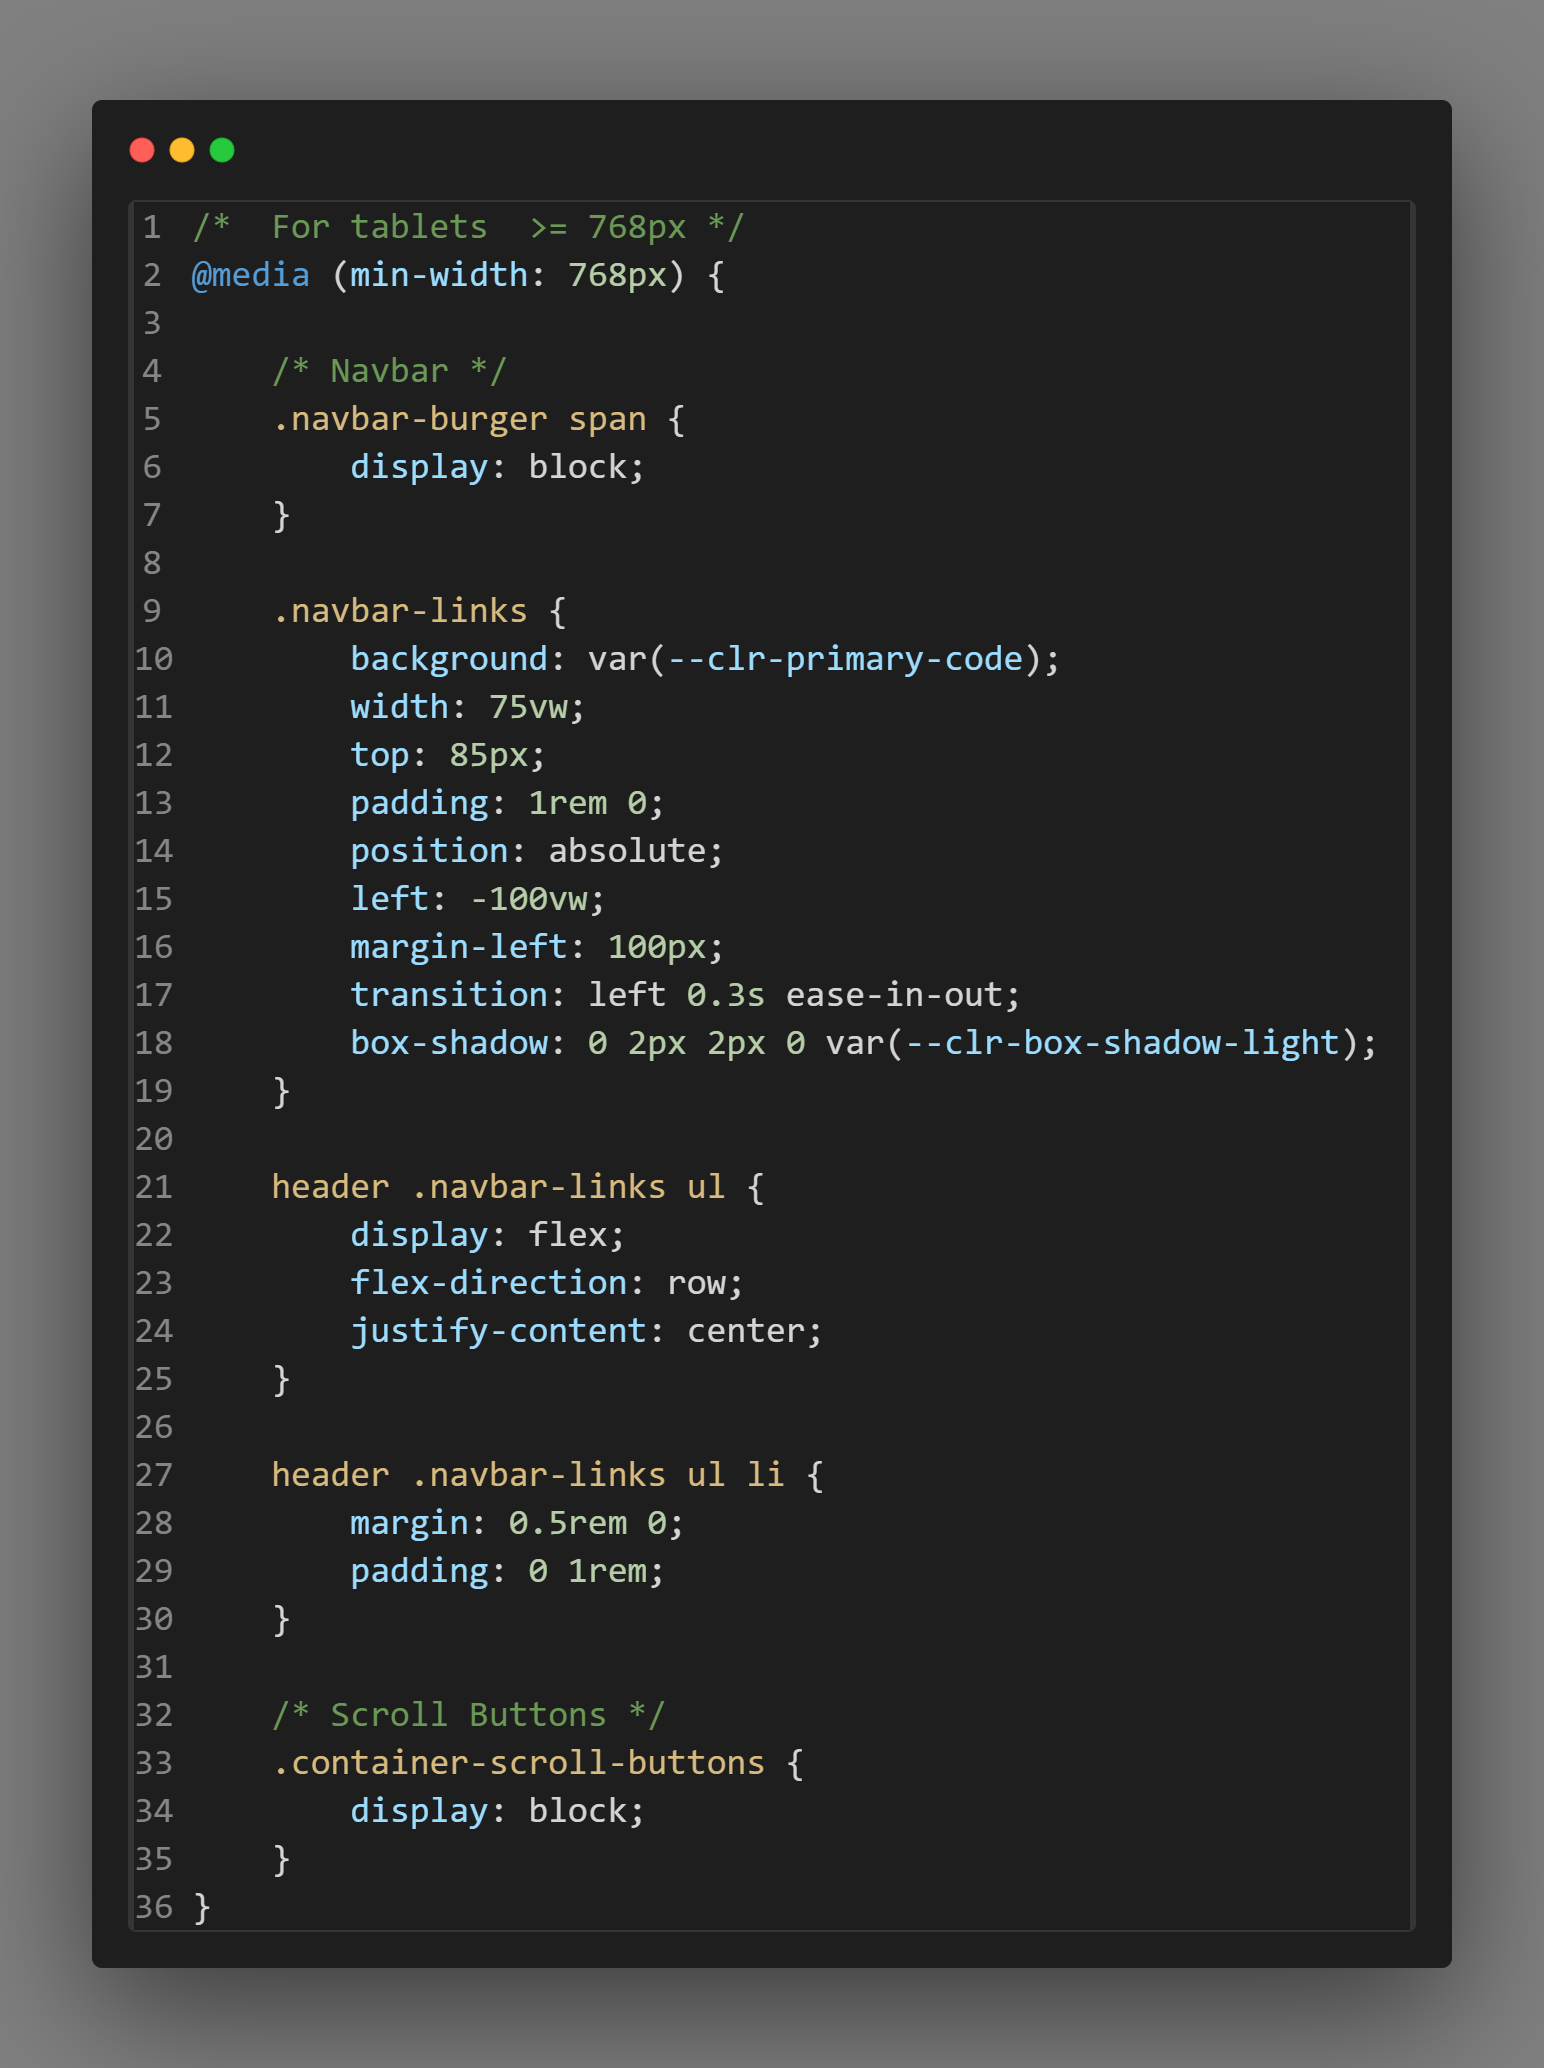 1 /*  For tablets  >= 768px */
2 @media (min-width: 768px) {
3
4     /* Navbar */
5     .navbar-burger span {
6         display: block;
7     }
8
9     .navbar-links {
10         background: var(--clr-primary-code);
11         width: 75vw;
12         top: 85px;
13         padding: 1rem 0;
14         position: absolute;
15         left: -100vw;
16         margin-left: 100px;
17         transition: left 0.3s ease-in-out;
18         box-shadow: 0 2px 2px 0 var(--clr-box-shadow-light);
19     }
20
21     header .navbar-links ul {
22         display: flex;
23         flex-direction: row;
24         justify-content: center;
25     }
26
27     header .navbar-links ul li {
28         margin: 0.5rem 0;
29         padding: 0 1rem;
30     }
31
32     /* Scroll Buttons */
33     .container-scroll-buttons {
34         display: block;
35     }
36 }